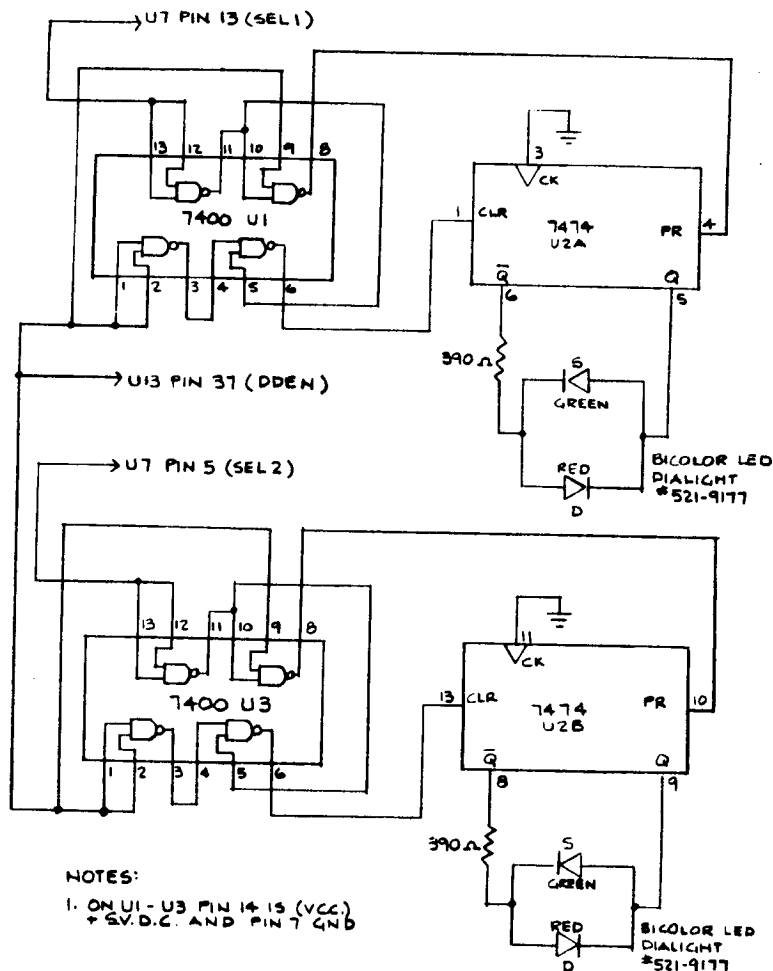 U7 PIN 13 (SEL1)
13 12 11 10 9 8
7400 U1
1 2 3 4 5 6
3
CK
1 CLR
7474
U2A
PR 4
Q̅
6
Q
5
390 Ω
S
GREEN
RED
D
BICOLOR LED
DIALIGHT
*521-9177
U13 PIN 37 (DDEN)
U7 PIN 5 (SEL2)
13 12 11 10 9 8
7400 U3
1 2 3 4 5 6
11
CK
13 CLR
7474
U2B
PR 10
Q̅
8
Q
9
390 Ω
S
GREEN
RED
D
BICOLOR LED
DIALIGHT
*521-9177
NOTES:
1. ON U1 - U3 PIN 14 IS (VCC.)
+ 5V.D.C. AND PIN 7 GND